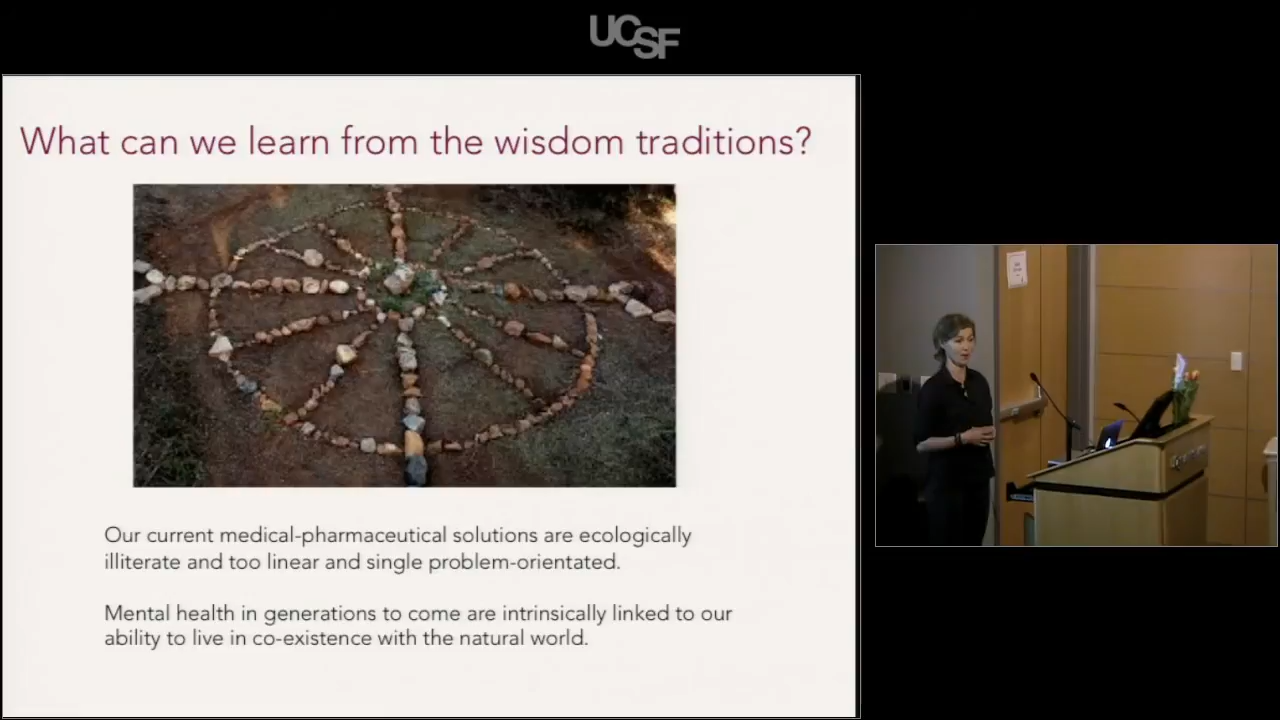 UCSF
What can we learn from the wisdom traditions?
Our current medical-pharmaceutical solutions are ecologically
illiterate and too linear and single problem-orientated.
Mental health in generations to come are intrinsically linked to our
ability to live in co-existence with the natural world.